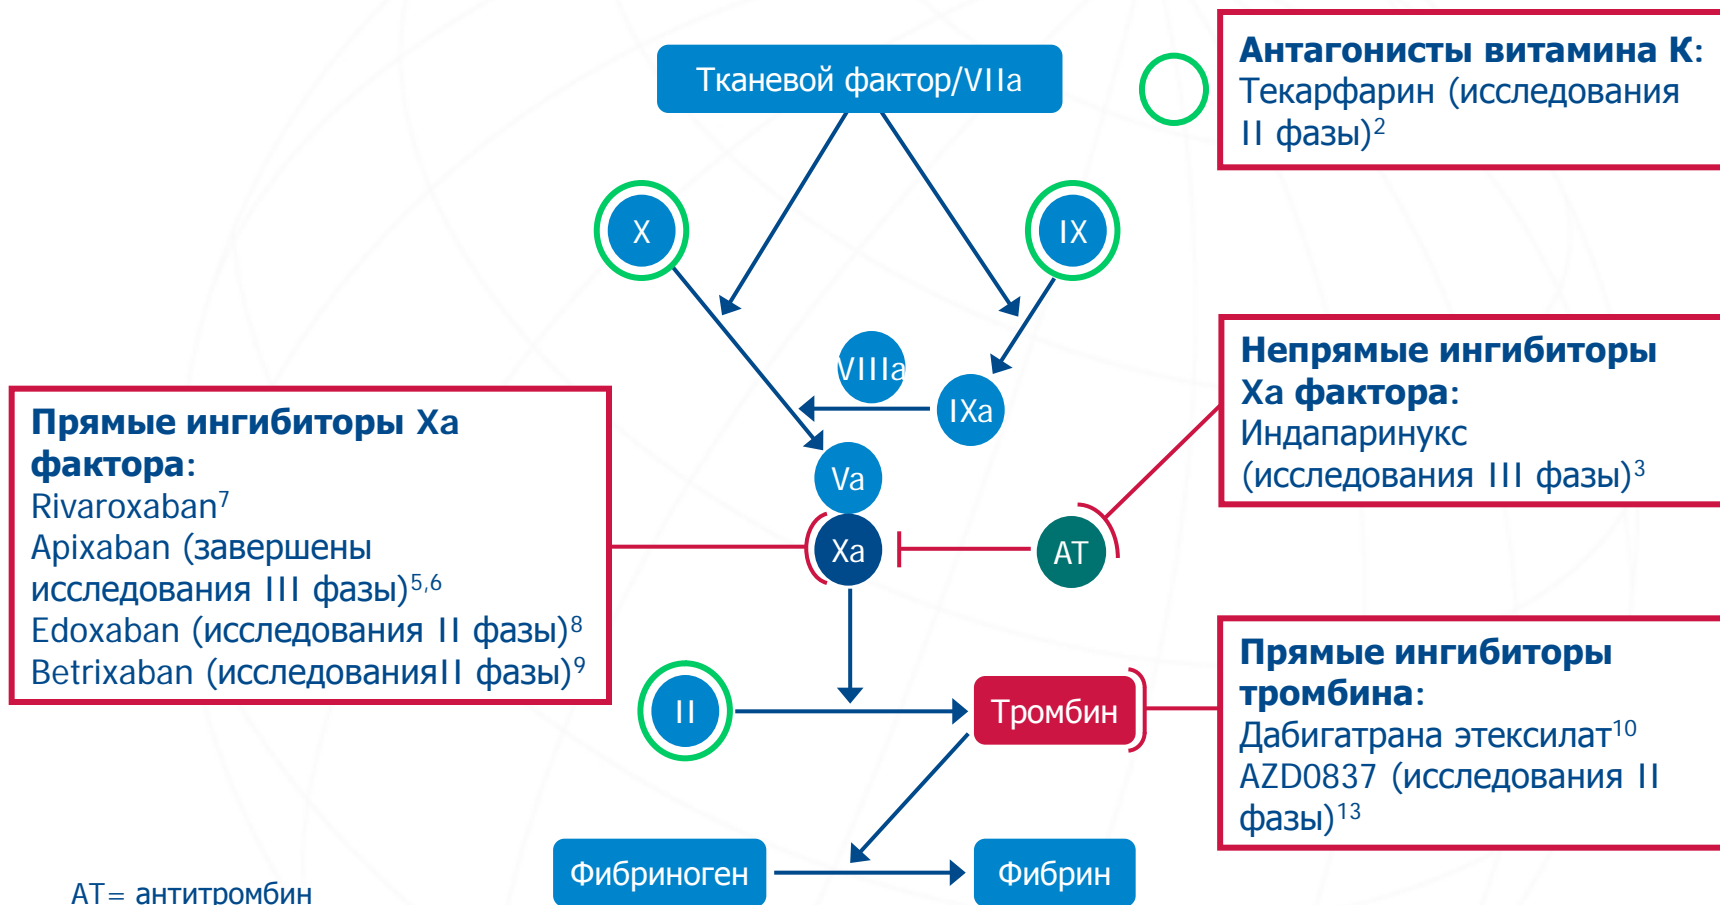 Тканевой фактор/VIIa
Антагонисты витамина К:
Текарфарин (исследования
II фазы)2
X
IX
VIIIa
IXa
Непрямые ингибиторы
Ха фактора:
Индапаринукс
(исследования III фазы)3
Прямые ингибиторы Xa
фактора:
Rivaroxaban7
Apixaban (завершены
исследования III фазы)5,6
Edoxaban (исследования II фазы)8
Betrixaban (исследованияII фазы)9
Va
Xa
AT
II
Тромбин
Прямые ингибиторы
тромбина:
Дабигатрана этексилат10
AZD0837 (исследования II
фазы)13
Фибриноген
Фибрин
AT= антитромбин